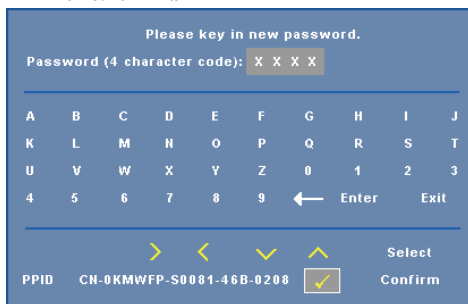 Please key in new password.
Password (4 character code): X X X X
A B C D E F G H I J
K L M N O P Q R S T
U V W X Y Z 0 1 2 3
4 5 6 7 8 9 ← Enter Exit
Select
PPID CN-0KMWFP-S0081-46B-0208 ✓ Confirm